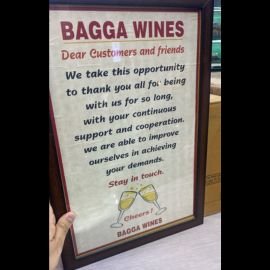 BAGGA WINES
Dear Customers and friends
We take this opportunity
to thank you all for being
with us for so long,
with your continuous
support and cooperation.
we are able to improve
ourselves in achieving
your demands.
Stay in touch.
Cheers!
BAGGA WINES